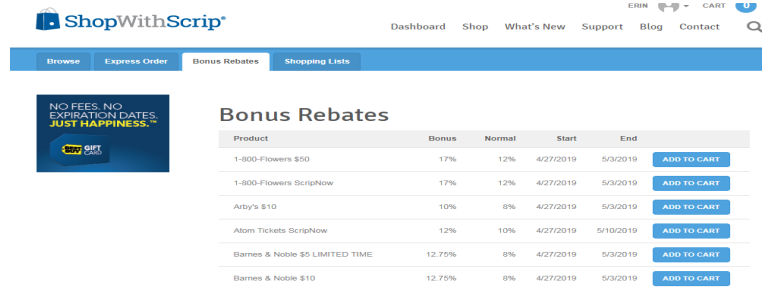 ERIN CART 0
ShopWithScrip®
Dashboard Shop What's New Support Blog Contact
Browse Express Order Bonus Rebates Shopping Lists
NO FEES. NO
EXPIRATION DATES.
JUST HAPPINESS.™
BEST BUY GIFT CARD
Bonus Rebates
Product Bonus Normal Start End
1-800-Flowers $50 17% 12% 4/27/2019 5/3/2019 ADD TO CART
1-800-Flowers ScripNow 17% 12% 4/27/2019 5/3/2019 ADD TO CART
Arby's $10 10% 8% 4/27/2019 5/3/2019 ADD TO CART
Atom Tickets ScripNow 12% 10% 4/27/2019 5/10/2019 ADD TO CART
Barnes & Noble $5 LIMITED TIME 12.75% 8% 4/27/2019 5/3/2019 ADD TO CART
Barnes & Noble $10 12.75% 8% 4/27/2019 5/3/2019 ADD TO CART